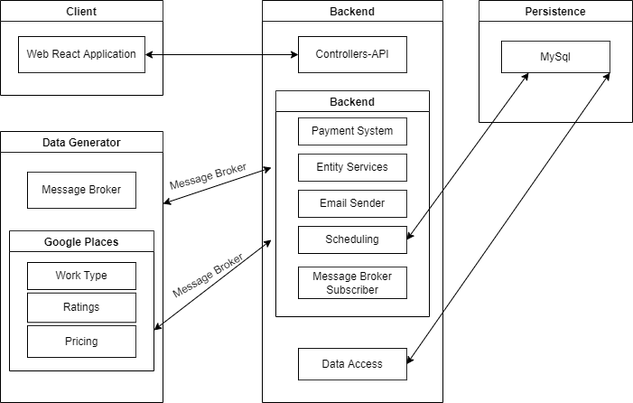 Client
Web React Application
Backend
Controllers-API
Persistence
MySql
Backend
Payment System
Entity Services
Email Sender
Scheduling
Message Broker
Subscriber
Data Access
Data Generator
Message Broker
Google Places
Work Type
Ratings
Pricing
Message Broker
Message Broker